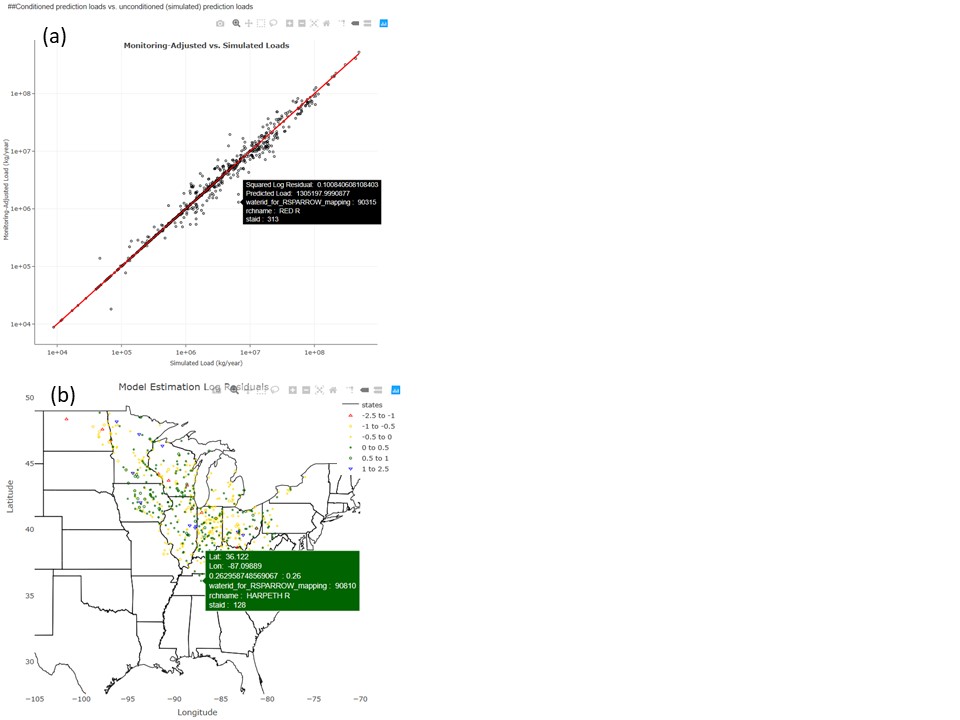 ##Conditioned prediction loads vs. unconditioned (simulated) prediction loads
(a)
Monitoring-Adjusted vs. Simulated Loads
Monitoring-Adjusted Load (kg/year)
1e+08
1e+07
1e+06
1e+05
1e+04
Squared Log Residual: 0.100840608108403
Predicted Load: 1305197.9990877
waterid_for_RSPARROW_mapping : 90315
rchname : RED R
staid : 313
1e+04 1e+05 1e+06 1e+07 1e+08
Simulated Load (kg/year)
(b)
Model Estimation Log Residuals
states
-2.5 to -1
-1 to -0.5
-0.5 to 0
0 to 0.5
0.5 to 1
1 to 2.5
Latitude
50
45
40
35
30
Lat: 36.122
Lon: -87.09889
0.262958748569067 : 0.26
waterid_for_RSPARROW_mapping : 90810
rchname : HARPETH R
staid : 128
−105 −100 −95 −90 −85 −80 −75 −70
Longitude